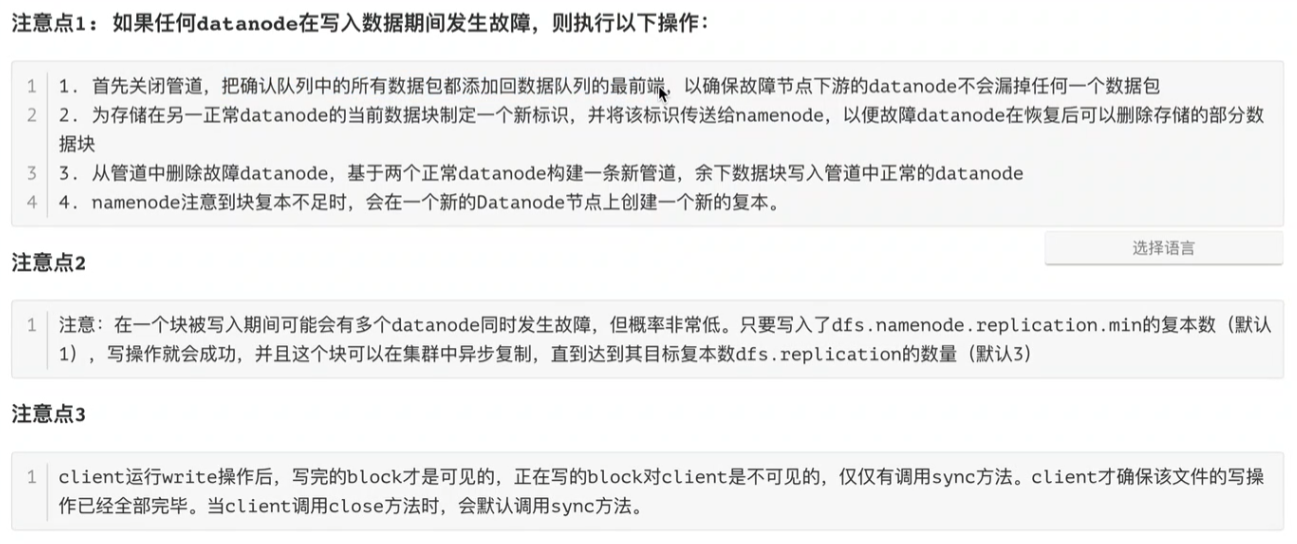 注意点1: 如果任何datanode在写入数据期间发生故障，则执行以下操作：
1 1. 首先关闭管道，把确认队列中的所有数据包都添加回数据队列的最前端，以确保故障节点下游的datanode不会漏掉任何一个数据包
2 2. 为存储在另一正常datanode的当前数据块制定一个新标识，并将该标识传送给namenode，以便故障datanode在恢复后可以删除存储的部分数
据块
3 3. 从管道中删除故障datanode，基于两个正常datanode构建一条新管道，余下数据块写入管道中正常的datanode
4 4. namenode注意到块复本不足时，会在一个新的Datanode节点上创建一个新的复本。
选择语言
注意点2
1 注意：在一个块被写入期间可能会有多个datanode同时发生故障，但概率非常低。只要写入了dfs.namenode.replication.min的复本数（默认
1），写操作就会成功，并且这个块可以在集群中异步复制，直到达到其目标复本数dfs.replication的数量（默认3）
注意点3
1 client运行write操作后，写完的block才是可见的，正在写的block对client是不可见的，仅仅有调用sync方法。client才确保该文件的写操
作已经全部完毕。当client调用close方法时，会默认调用sync方法。